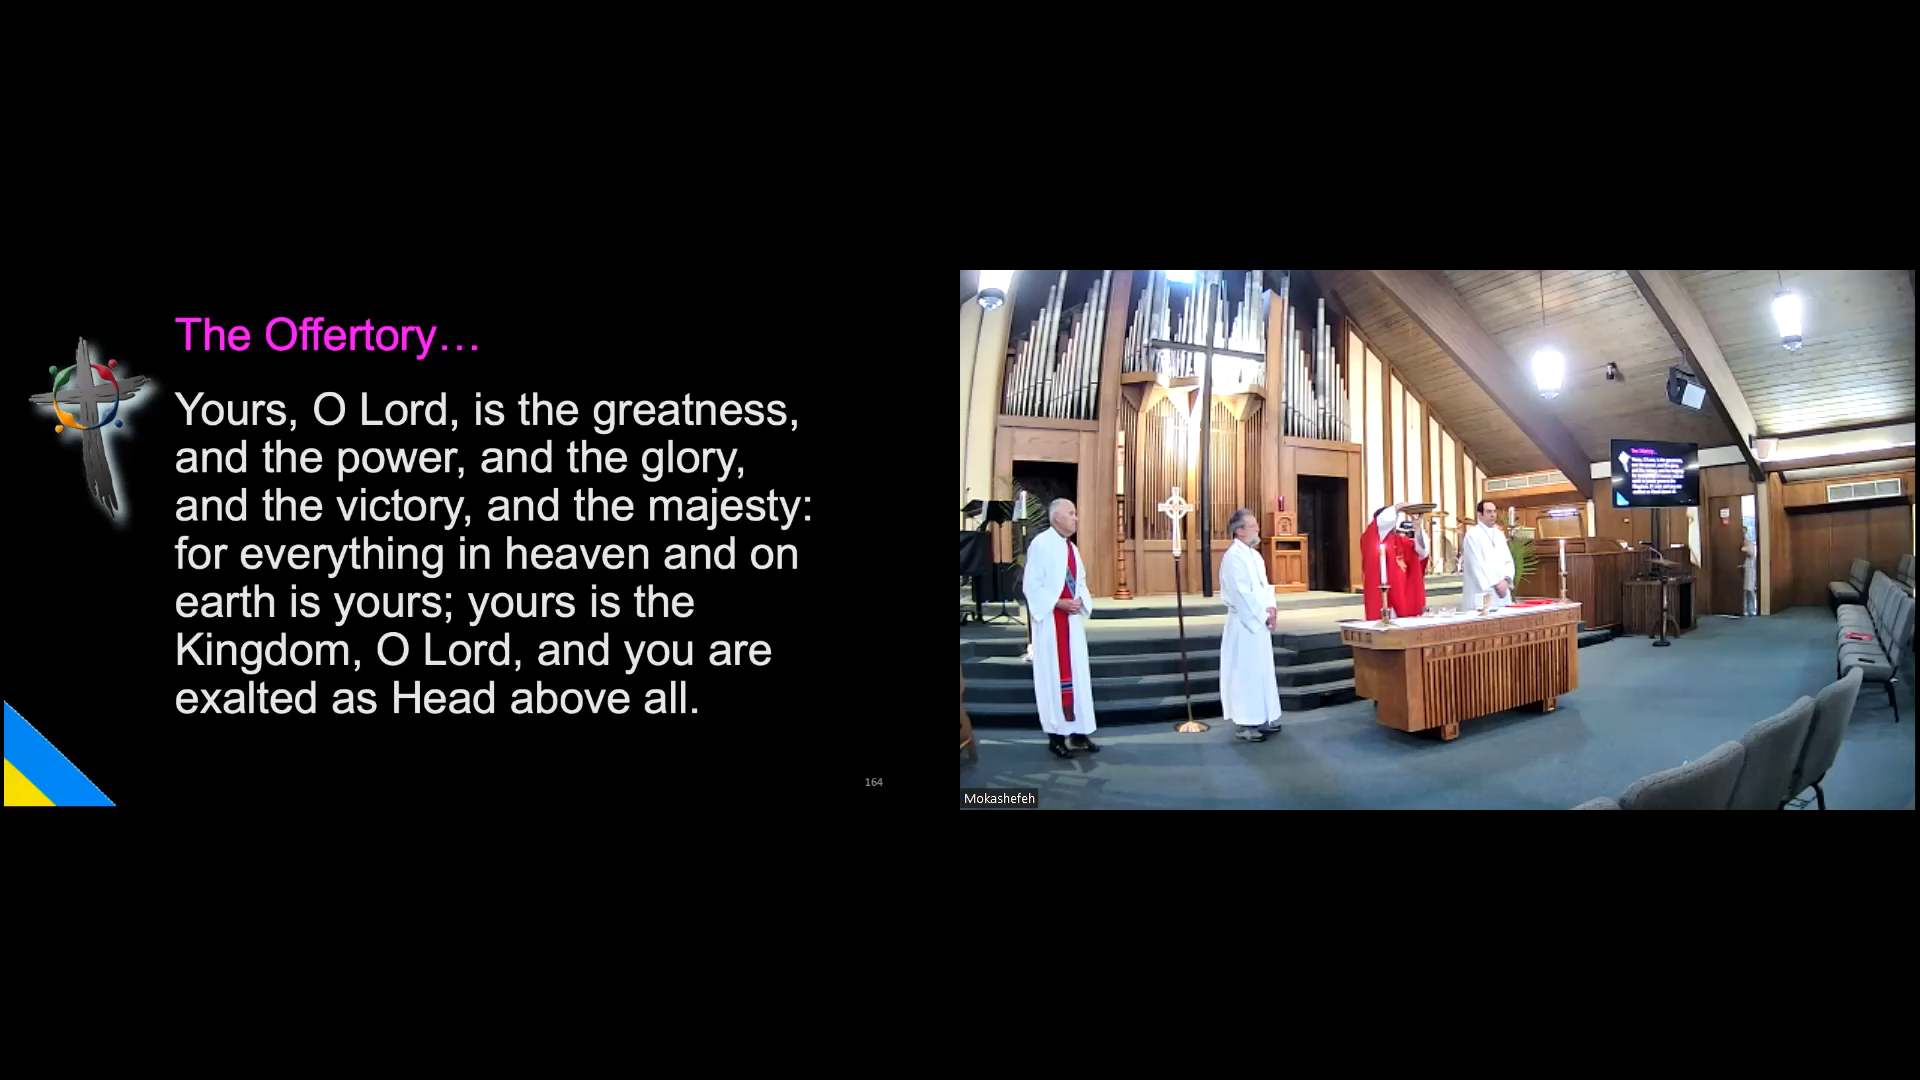 The Offertory…
Yours, O Lord, is the greatness,
and the power, and the glory,
and the victory, and the majesty:
for everything in heaven and on
earth is yours; yours is the
Kingdom, O Lord, and you are
exalted as Head above all.
164
Mokashefeh